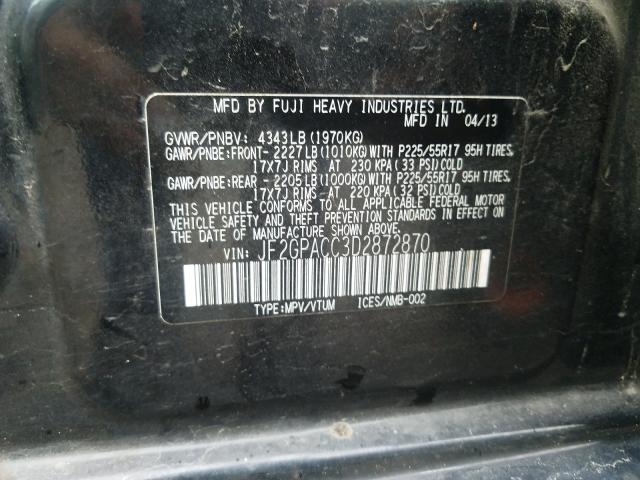 MFD BY FUJI HEAVY INDUSTRIES LTD.
MFD IN 04/13
GVWR/PNBV: 4343LB(1970KG)
GAWR/PNBE:FRONT-2227LB(1010KG)WITH P225/55R17 95H TIRES,
17X7J RIMS AT 230 KPA(33 PSI)COLD
GAWR/PNBE:REAR -2205LB(1000KG)WITH P225/55R17 95H TIRES,
17X7J RIMS AT 220 KPA(32 PSI)COLD
THIS VEHICLE CONFORMS TO ALL APPLICABLE FEDERAL MOTOR
VEHICLE SAFETY AND BUMPER STANDARDS IN EFFECT ON THE
DATE OF MANUFACTURE SHOWN ABOVE.
VIN: JF2GPACC3D2872870
TYPE:MPV/VTUM ICES/NMB-002